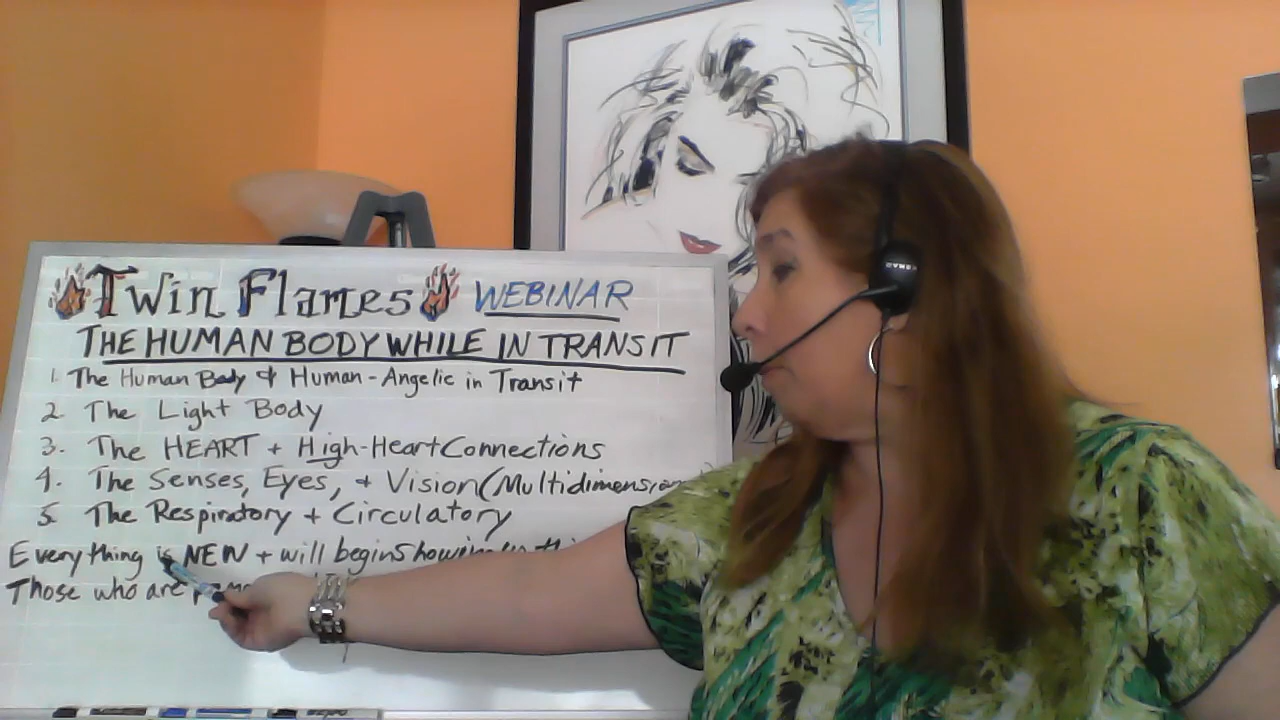 Twin Flames WEBINAR
THE HUMAN BODY WHILE IN TRANSIT
1. The Human Body & Human-Angelic in Transit
2. The Light Body
3. The HEART + High-Heart Connections
4. The Senses, Eyes, + Vision (Multidimension
5. The Respiratory + Circulatory
Everything is NEW + will begin showing
Those who are